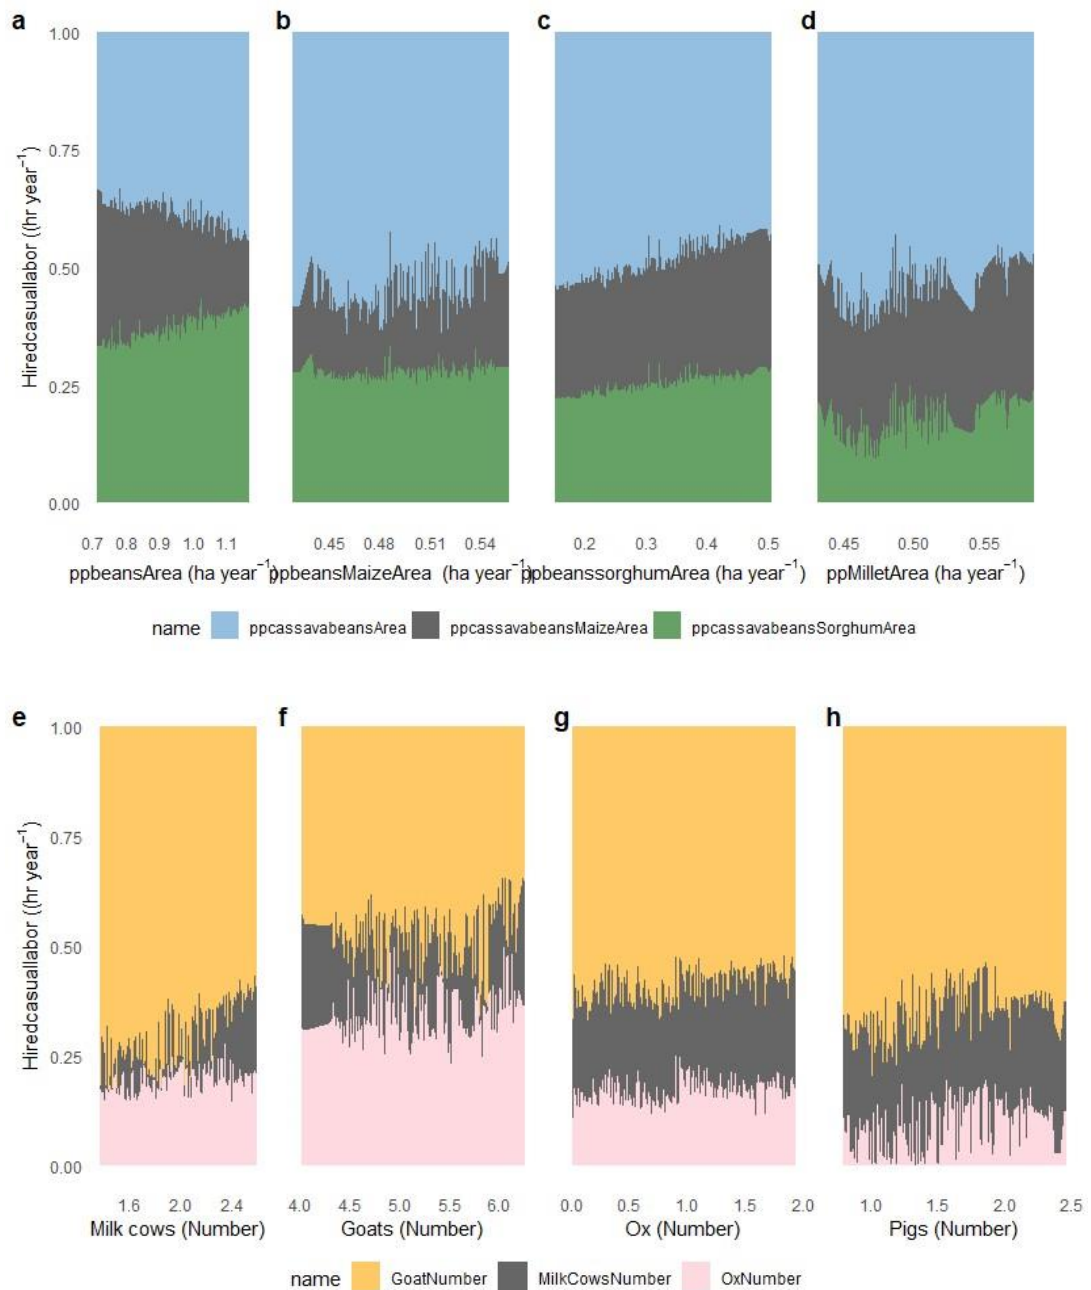 a b c d
1.00
0.75
0.50
0.25
0.00
Hiredcasuallabor ((hr year⁻¹)
0.7 0.8 0.9 1.0 1.1 0.45 0.48 0.51 0.54 0.2 0.3 0.4 0.5 0.45 0.50 0.55
ppbeansArea (ha year⁻¹) ppbeansMaizeArea (ha year⁻¹) ppbeanssorghumArea (ha year⁻¹) ppMilletArea (ha year⁻¹)
name ppcassavabeansArea ppcassavabeansMaizeArea ppcassavabeansSorghumArea
e f g h
1.00
0.75
0.50
0.25
0.00
Hiredcasuallabor ((hr year⁻¹)
1.6 2.0 2.4 4.0 4.5 5.0 5.5 6.0 0.0 0.5 1.0 1.5 2.0 1.0 1.5 2.0 2.5
Milk cows (Number) Goats (Number) Ox (Number) Pigs (Number)
name GoatNumber MilkCowsNumber OxNumber